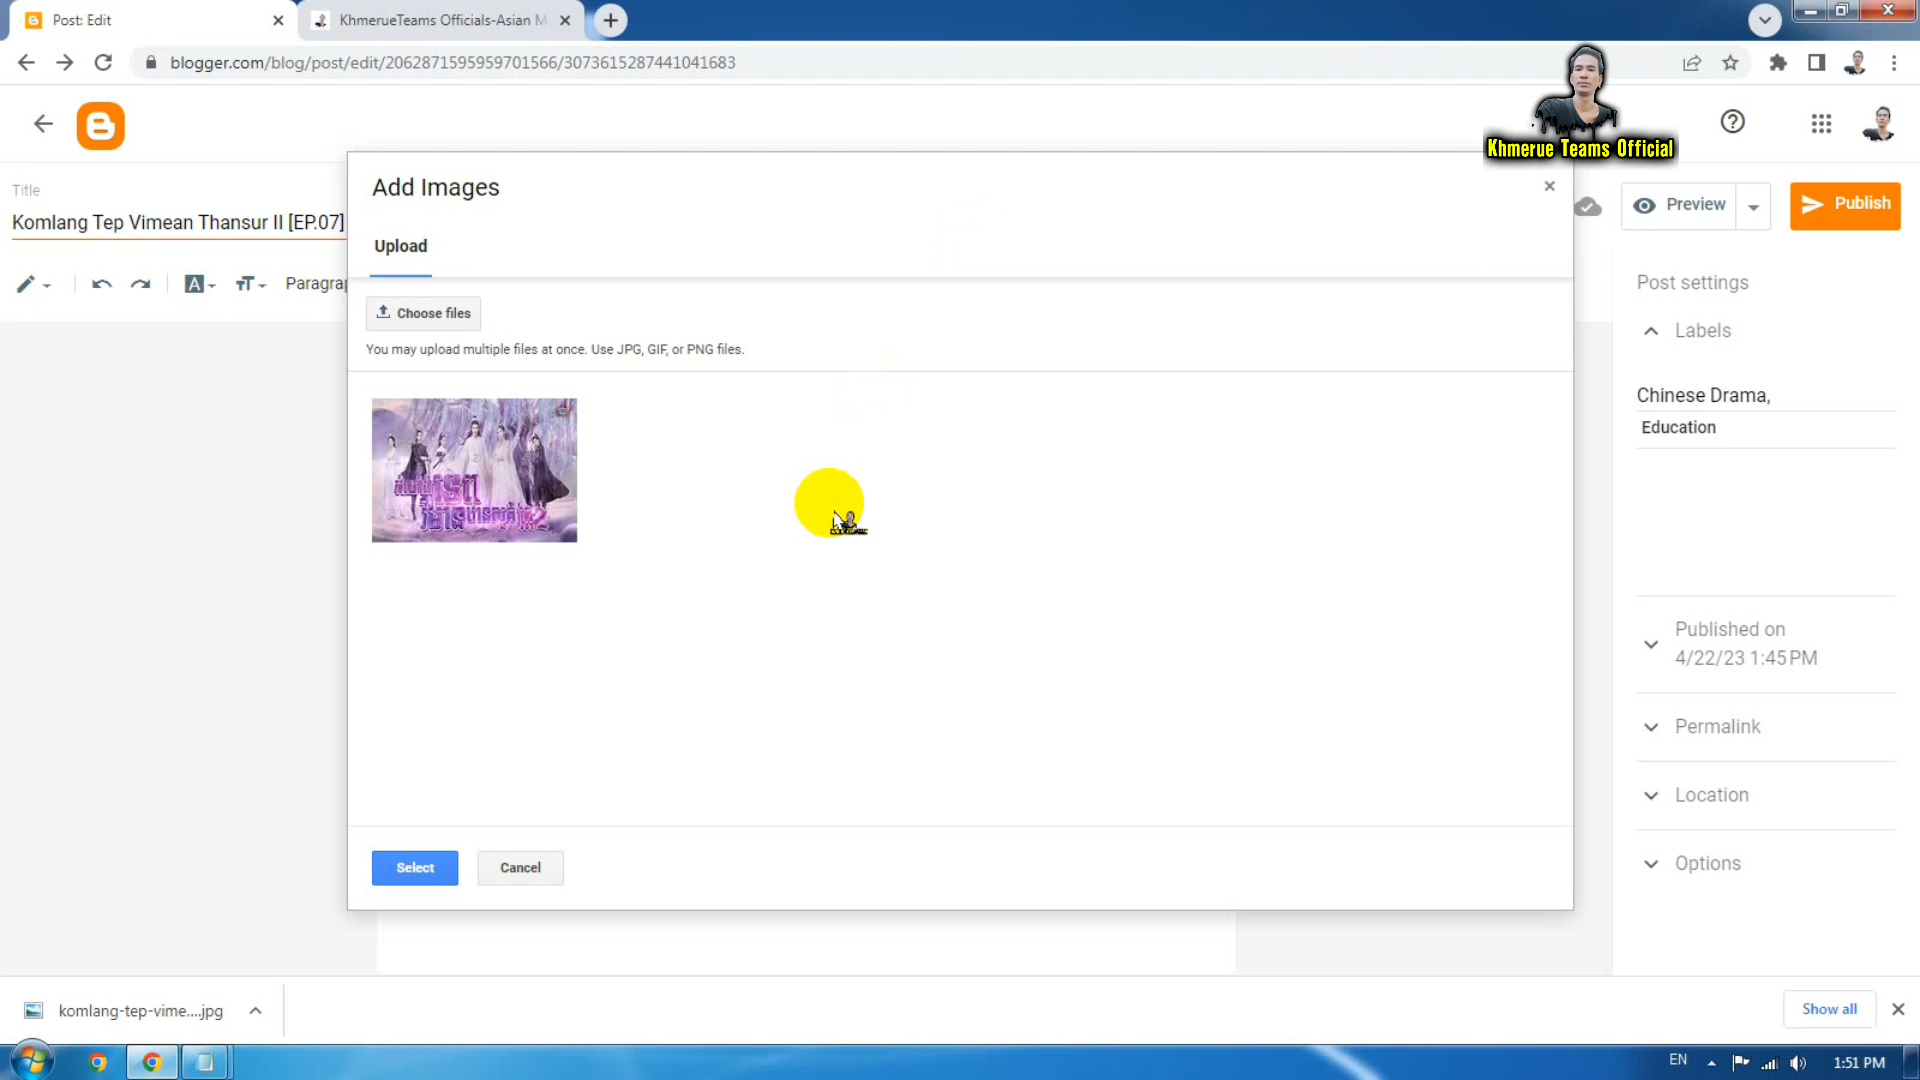 Post: Edit
KhmerueTeams Officials-Asian M
blogger.com/blog/post/edit/2062871595959701566/3073615287441041683
Khmerue Teams Official
Add Images
Title
Komlang Tep Vimean Thansur II [EP.07]
Upload
Preview
Publish
Paragrap
Choose files
You may upload multiple files at once. Use JPG, GIF, or PNG files.
Post settings
Labels
Chinese Drama,
Education
Published on
4/22/23 1:45 PM
Permalink
Location
Options
Select
Cancel
komlang-tep-vime....jpg
Show all
EN
1:51 PM